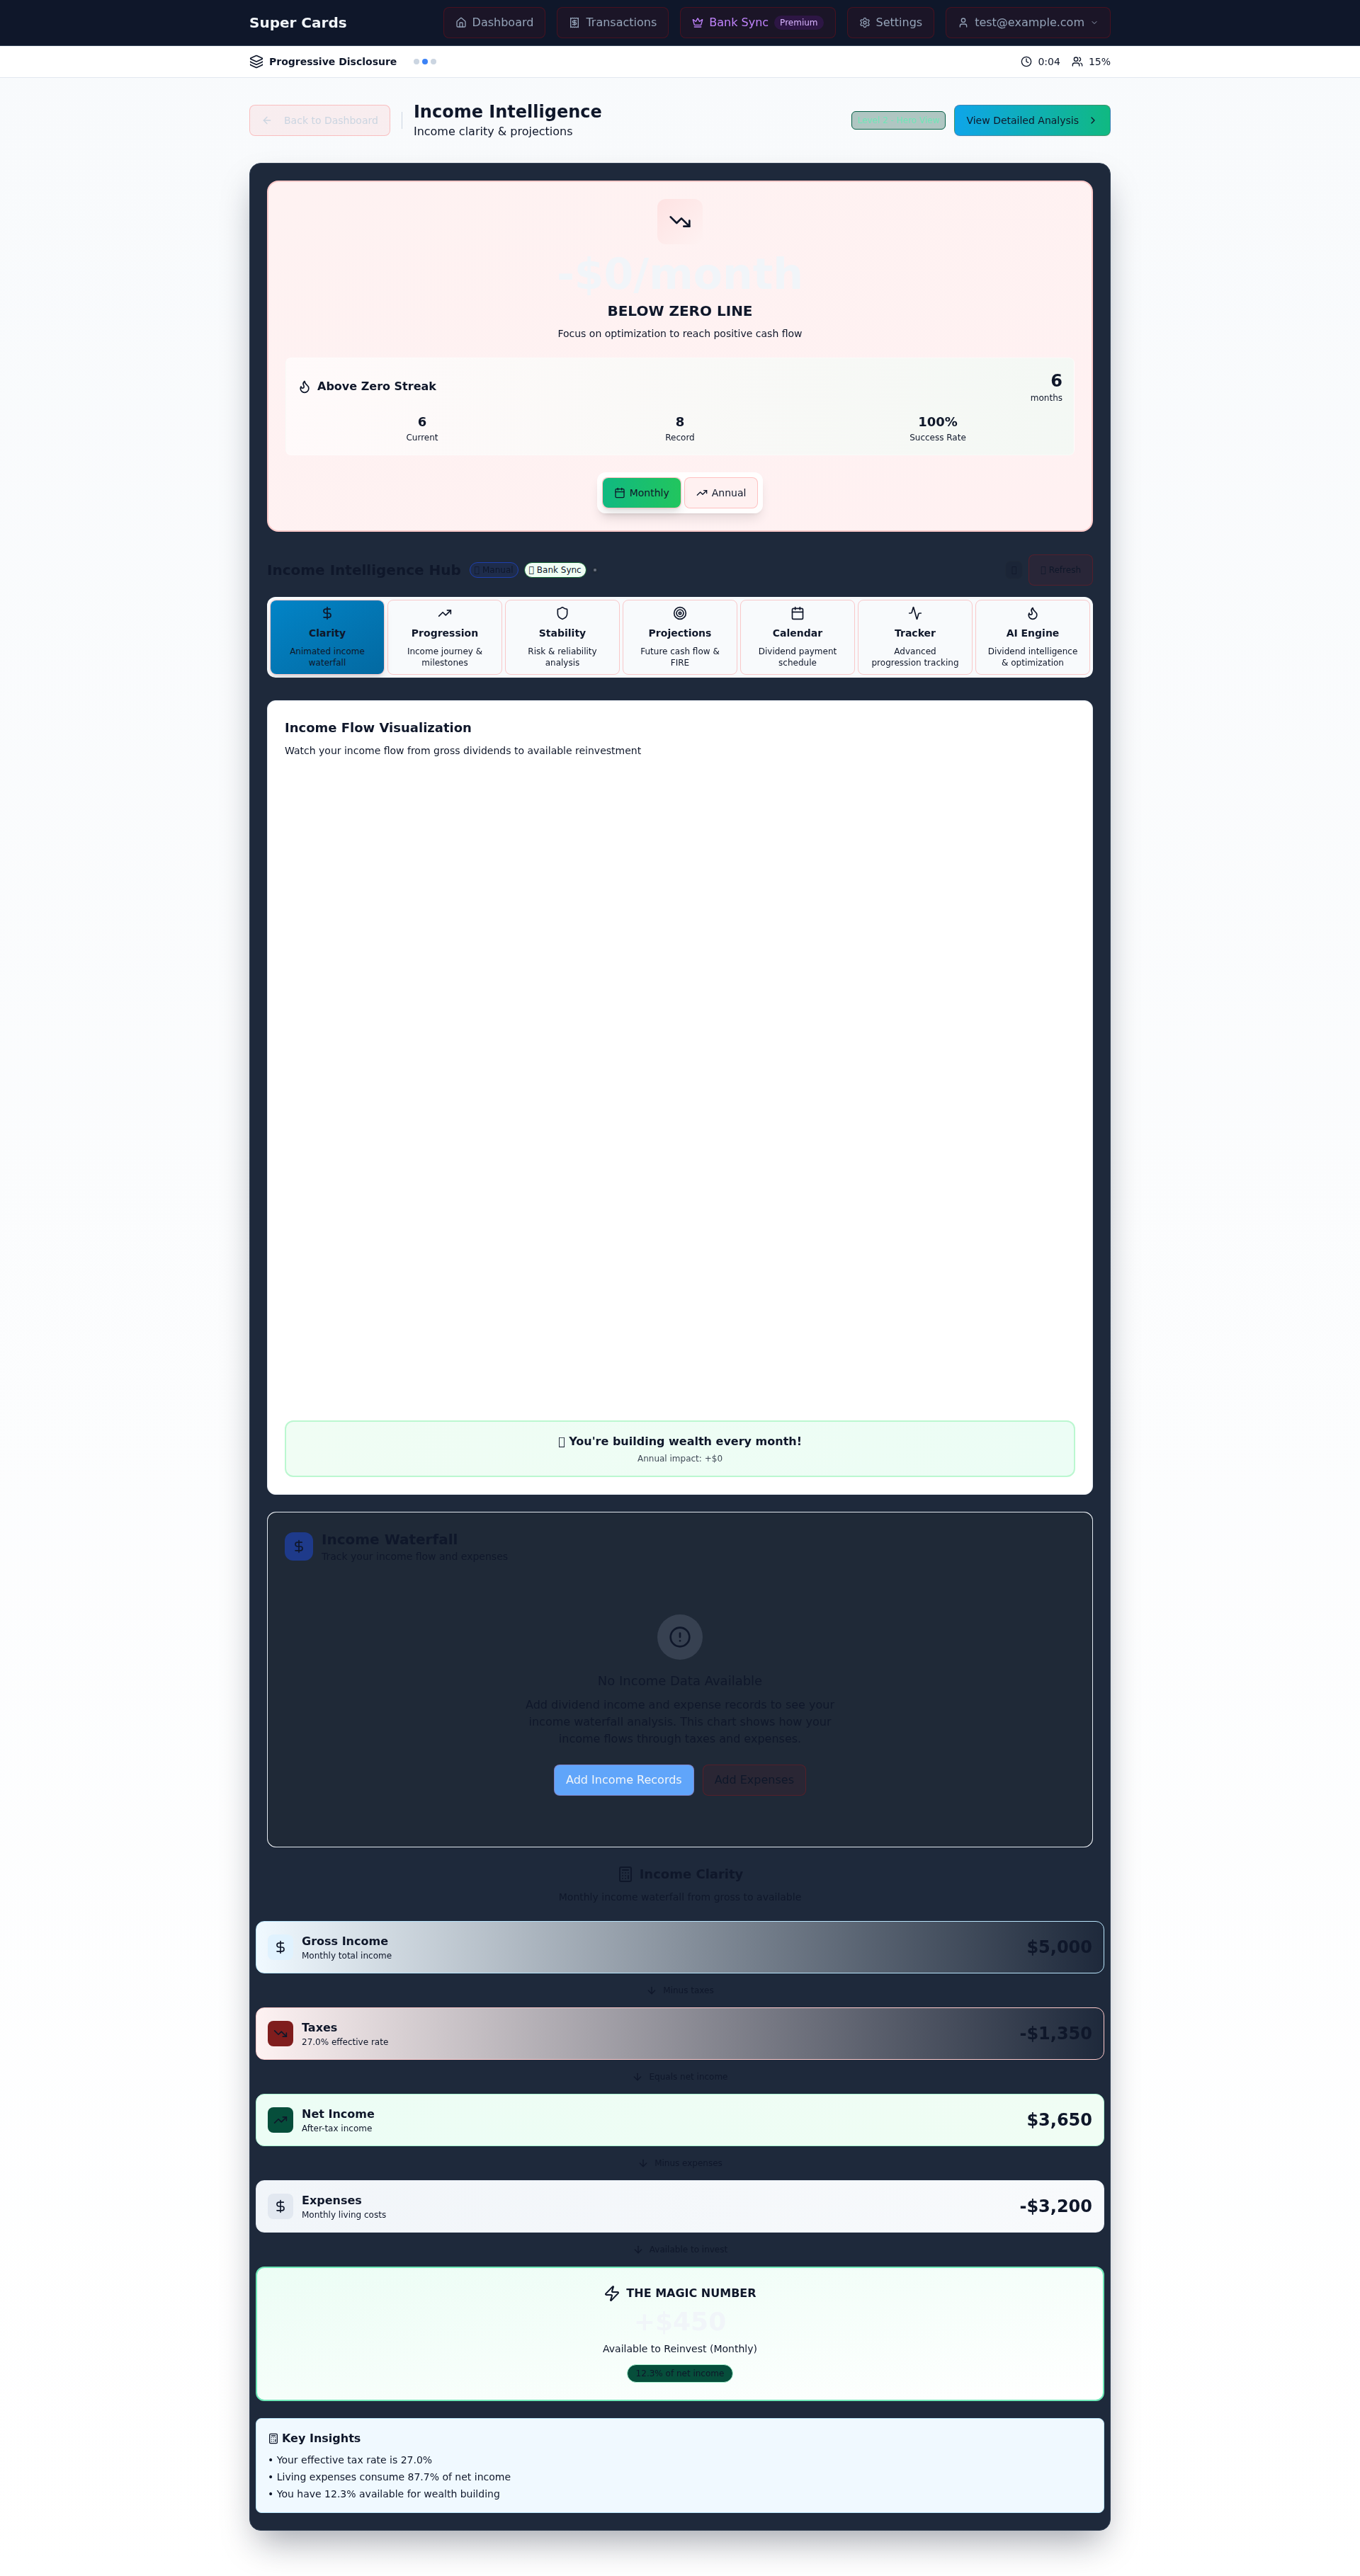 Super Cards
Dashboard
Transactions
Bank Sync Premium
Settings
test@example.com
Progressive Disclosure
0:04
15%
Back to Dashboard
Income Intelligence
Income clarity & projections
View Detailed Analysis
-$0/month
BELOW ZERO LINE
Focus on optimization to reach positive cash flow
Above Zero Streak
6
months
6
Current
8
Record
100%
Success Rate
Monthly
Annual
Income Intelligence Hub
Manual
Bank Sync
•
Refresh
Clarity
Animated income
waterfall
Progression
Income journey &
milestones
Stability
Risk & reliability
analysis
Projections
Future cash flow &
FIRE
Calendar
Dividend payment
schedule
Tracker
Advanced
progression tracking
AI Engine
Dividend intelligence
& optimization
Income Flow Visualization
Watch your income flow from gross dividends to available reinvestment
You're building wealth every month!
Annual impact: +$0
Income Waterfall
Track your income flow and expenses
No Income Data Available
Add dividend income and expense records to see your
income waterfall analysis. This chart shows how your
income flows through taxes and expenses.
Add Income Records
Add Expenses
Income Clarity
Monthly income waterfall from gross to available
Gross Income
Monthly total income
$5,000
Minus taxes
Taxes
27.0% effective rate
-$1,350
Equals net income
Net Income
After-tax income
$3,650
Minus expenses
Expenses
Monthly living costs
-$3,200
Available to invest
THE MAGIC NUMBER
+$450
Available to Reinvest (Monthly)
12.3% of net income
Key Insights
• Your effective tax rate is 27.0%
• Living expenses consume 87.7% of net income
• You have 12.3% available for wealth building